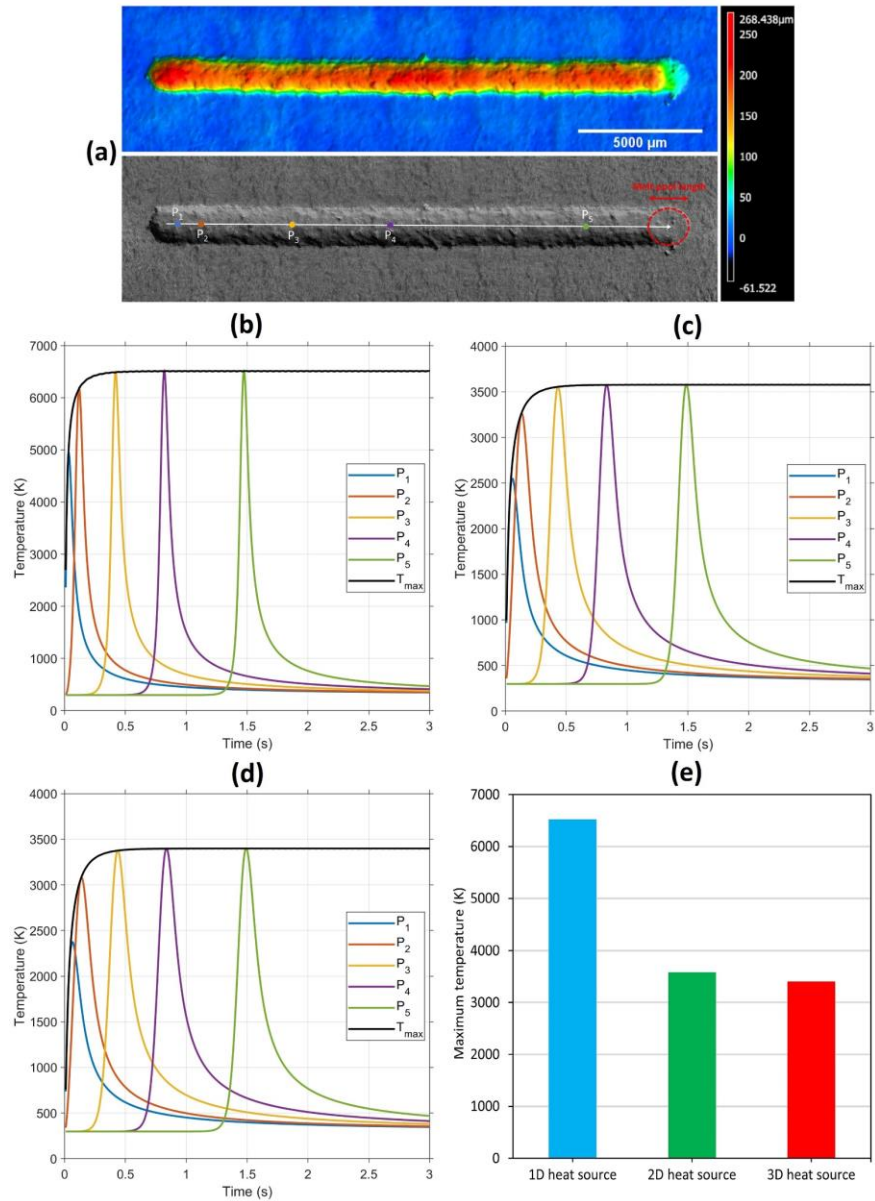 268.438µm
250
200
150
100
50
0
-61.522
5000 µm
(a)
Melt pool length
P1
P2
P3
P4
P5
(b)
7000
6000
5000
4000
3000
2000
1000
0
Temperature (K)
0 0.5 1 1.5 2 2.5 3
Time (s)
P1
P2
P3
P4
P5
Tmax
(c)
4000
3500
3000
2500
2000
1500
1000
500
0
Temperature (K)
0 0.5 1 1.5 2 2.5 3
Time (s)
P1
P2
P3
P4
P5
Tmax
(d)
4000
3500
3000
2500
2000
1500
1000
500
0
Temperature (K)
0 0.5 1 1.5 2 2.5 3
Time (s)
P1
P2
P3
P4
P5
Tmax
(e)
7000
6000
5000
4000
3000
2000
1000
0
Maximum temperature (K)
1D heat source 2D heat source 3D heat source